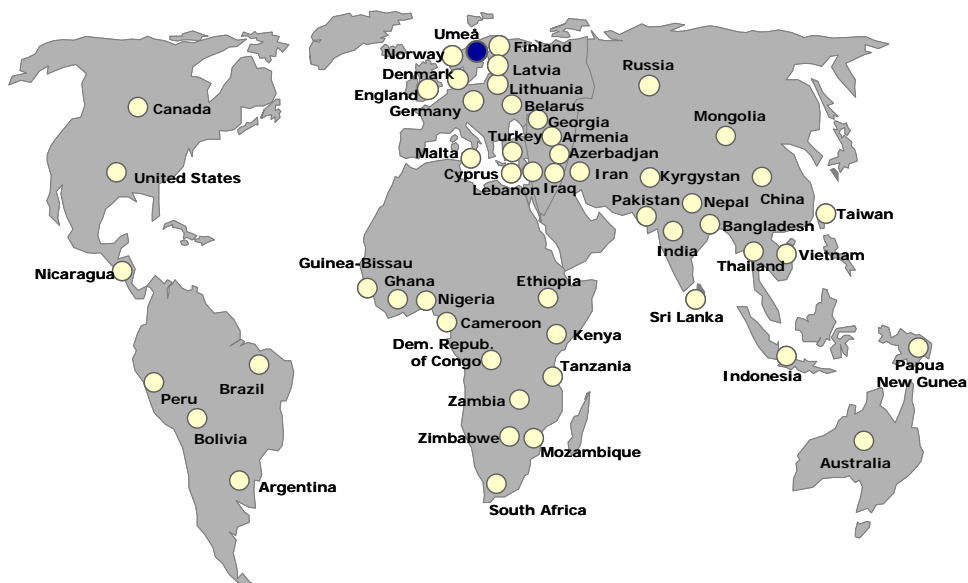 Umeå
Norway
Finland
Denmark
Latvia
England
Lithuania
Germany
Belarus
Georgia
Turkey
Armenia
Malta
Azerbadjan
Cyprus
Lebanon
Iraq
Iran
Russia
Mongolia
Kyrgystan
China
Pakistan
Nepal
Taiwan
Bangladesh
India
Thailand
Vietnam
Sri Lanka
Canada
United States
Nicaragua
Guinea-Bissau
Ghana
Nigeria
Ethiopia
Cameroon
Kenya
Dem. Repub.
of Congo
Tanzania
Zambia
Zimbabwe
Mozambique
South Africa
Brazil
Peru
Bolivia
Argentina
Indonesia
Papua
New Gunea
Australia